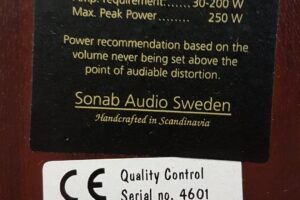 Amp. requirement:..... 30-200 W
Max. Peak Power........ 250 W
Power recommendation based on the
volume never being set above the
point of audiable distortion.
Sonab Audio Sweden
Handcrafted in Scandinavia
CE Quality Control
Serial no. 4601